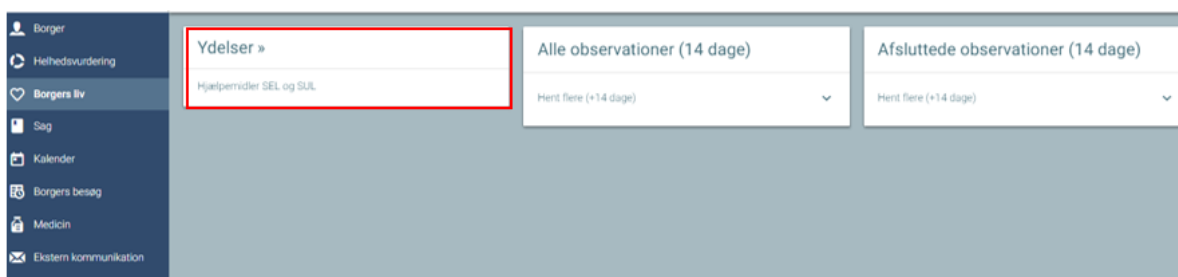 Borger
Helhedsvurdering
Borgers liv
Sag
Kalender
Borgers besøg
Medicin
Ekstern kommunikation
Ydelser »
Hjælpemidler SEL og SUL
Alle observationer (14 dage)
Hent flere (+14 dage)
Afsluttede observationer (14 dage)
Hent flere (+14 dage)